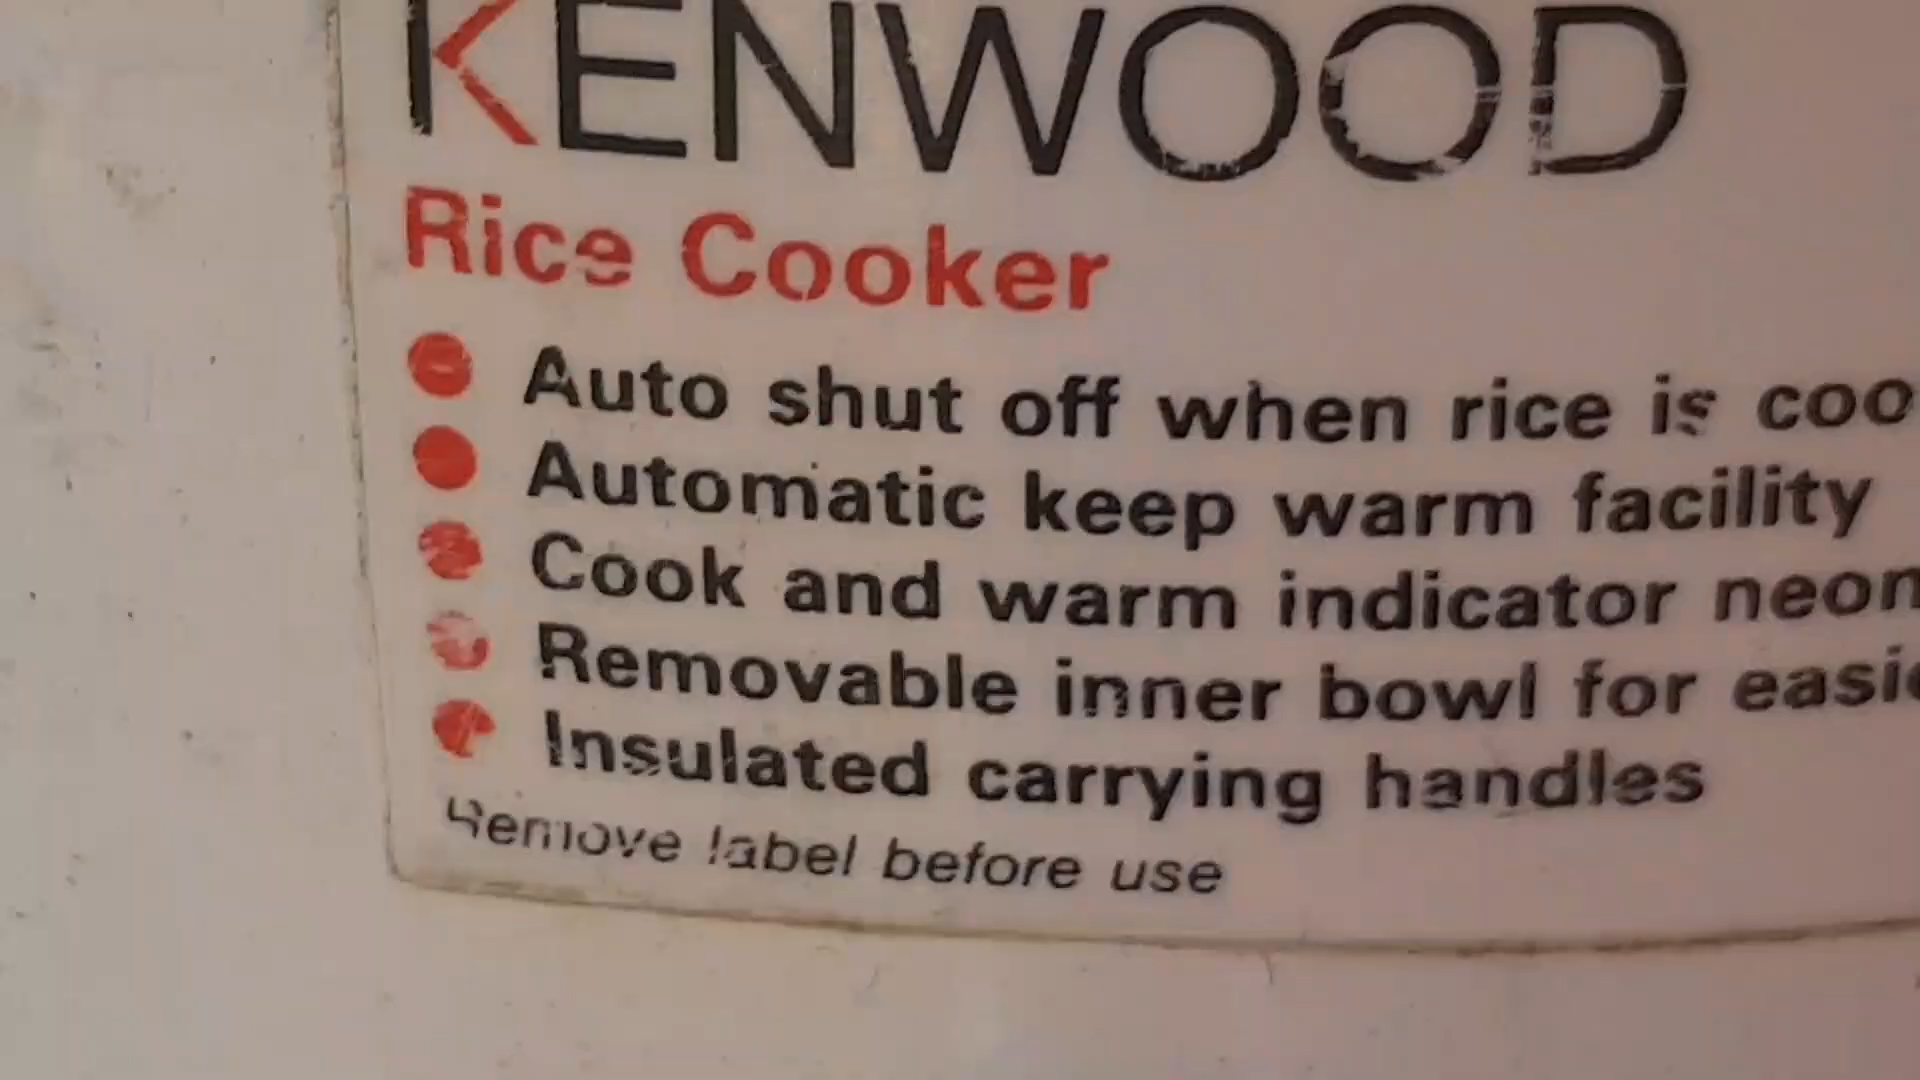 KENWOOD
Rice Cooker
Auto shut off when rice is
Automatic keep warm facility
Cook and warm indicator
Removable inner bowl for
Insulated carrying handles
Remove label before use